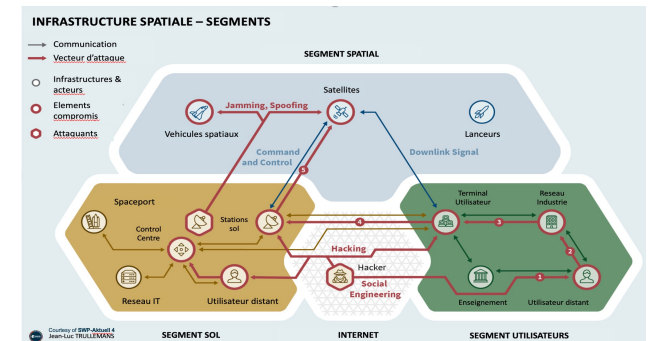 INFRASTRUCTURE SPATIALE – SEGMENTS
Communication
Vecteur d'attaque
Infrastructures &
acteurs
Elements
compromis
Attaquants
SEGMENT SPATIAL
Satellites
Jamming, Spoofing
Vehicules spatiaux
Lanceurs
Command
and Control
Downlink Signal
5
Spaceport
Control
Centre
Stations
sol
Reseau IT
Utilisateur distant
4
Hacking
Hacker
Social
Engineering
Terminal
Utilisateur
Reseau
Industrie
3
2
1
Enseignement
Utilisateur distant
Courtesy of SWP-Aktuell 4
Jean-Luc TRULLEMANS
SEGMENT SOL
INTERNET
SEGMENT UTILISATEURS